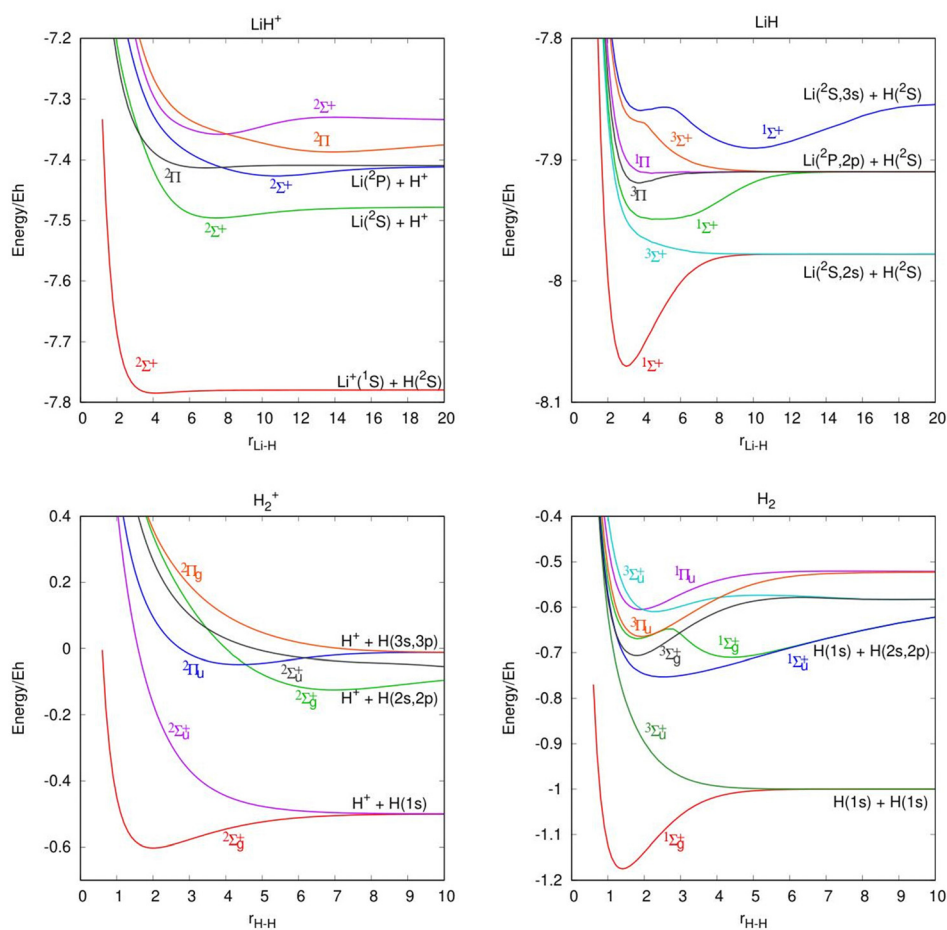 LiH⁺
-7.2
-7.3
-7.4
-7.5
-7.6
-7.7
-7.8
Energy/Eh
²Σ⁺
²Π
²Π
²Σ⁺
Li(²P) + H⁺
Li(²S) + H⁺
²Σ⁺
²Σ⁺
Li⁺(¹S) + H(²S)
0 2 4 6 8 10 12 14 16 18 20
r Li-H
LiH
-7.8
-7.9
-8
-8.1
Energy/Eh
Li(²S,3s) + H(²S)
³Σ⁺
¹Σ⁺
¹Π
Li(²P,2p) + H(²S)
³Π
¹Σ⁺
³Σ⁺
Li(²S,2s) + H(²S)
¹Σ⁺
0 2 4 6 8 10 12 14 16 18 20
r Li-H
H₂⁺
0.4
0.2
0
-0.2
-0.4
-0.6
Energy/Eh
²Πg
H⁺ + H(3s,3p)
²Πu
²Σu⁺
²Σg⁺
H⁺ + H(2s,2p)
²Σu⁺
H⁺ + H(1s)
²Σg⁺
0 1 2 3 4 5 6 7 8 9 10
r H-H
H₂
-0.4
-0.5
-0.6
-0.7
-0.8
-0.9
-1
-1.1
-1.2
Energy/Eh
³Σu⁺
¹Πu
³Πu
¹Σg⁺
³Σg⁺
H(1s) + H(2s,2p)
¹Σu⁺
³Σu⁺
H(1s) + H(1s)
¹Σg⁺
0 1 2 3 4 5 6 7 8 9 10
r H-H